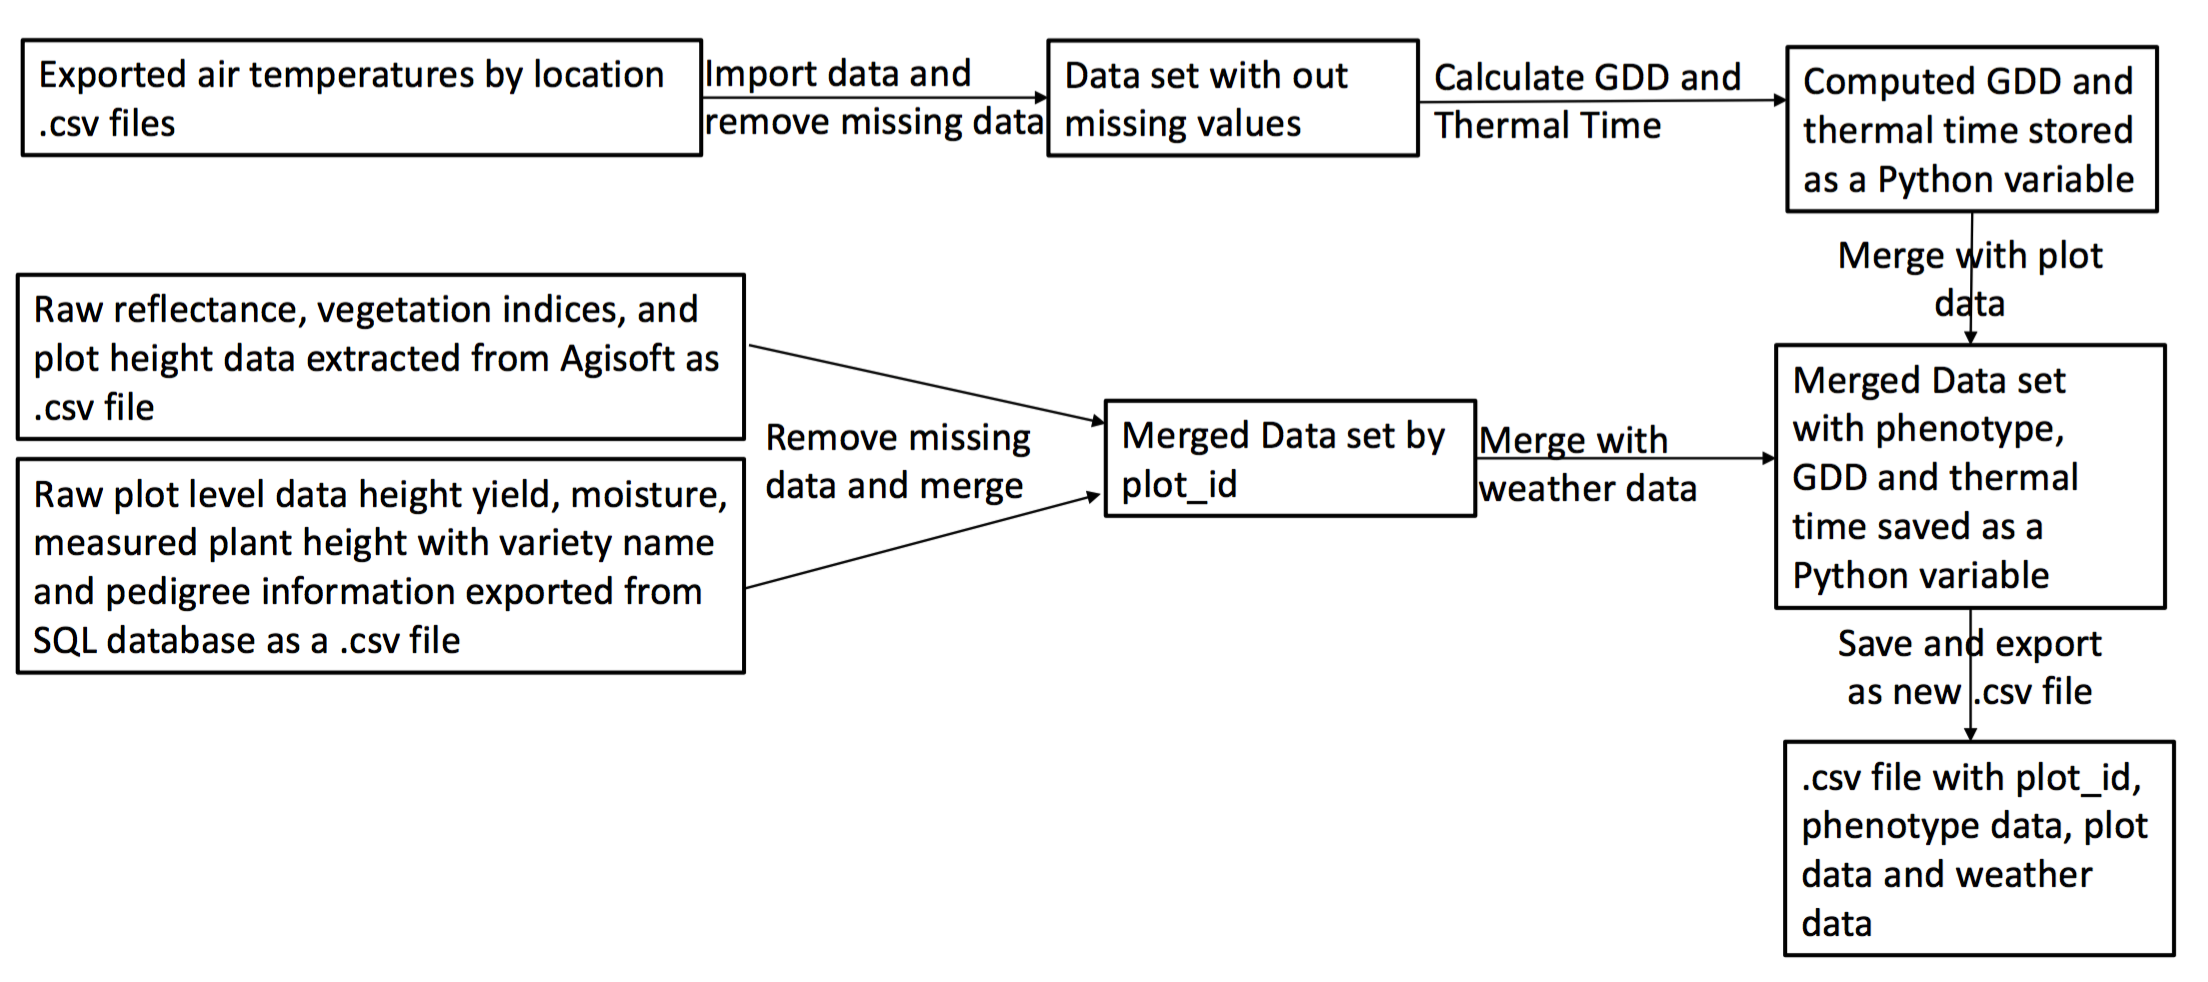 Exported air temperatures by location
.csv files
Import data and
remove missing data
Data set with out
missing values
Calculate GDD and
Thermal Time
Computed GDD and
thermal time stored
as a Python variable
Merge with plot
data
Raw reflectance, vegetation indices, and
plot height data extracted from Agisoft as
.csv file
Raw plot level data height yield, moisture,
measured plant height with variety name
and pedigree information exported from
SQL database as a .csv file
Remove missing
data and merge
Merged Data set by
plot_id
Merge with
weather data
Merged Data set
with phenotype,
GDD and thermal
time saved as a
Python variable
Save and export
as new .csv file
.csv file with plot_id,
phenotype data, plot
data and weather
data